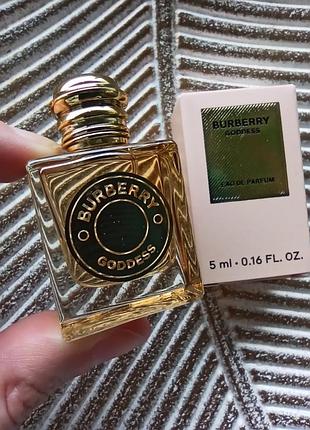 BURBERRY
GODDESS
BURBERRY
GODDESS
EAU DE PARFUM
5 ml · 0.16 FL. OZ.